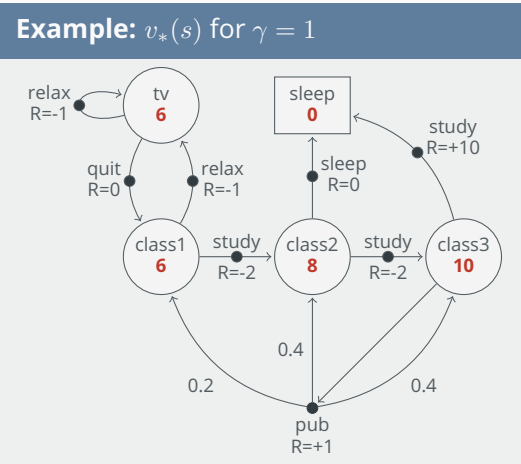 Example: v∗(s) for γ = 1
relax
R=-1
tv
6
sleep
0
study
R=+10
quit
R=0
relax
R=-1
sleep
R=0
class1
6
study
R=-2
class2
8
study
R=-2
class3
10
0.4
0.2
0.4
pub
R=+1